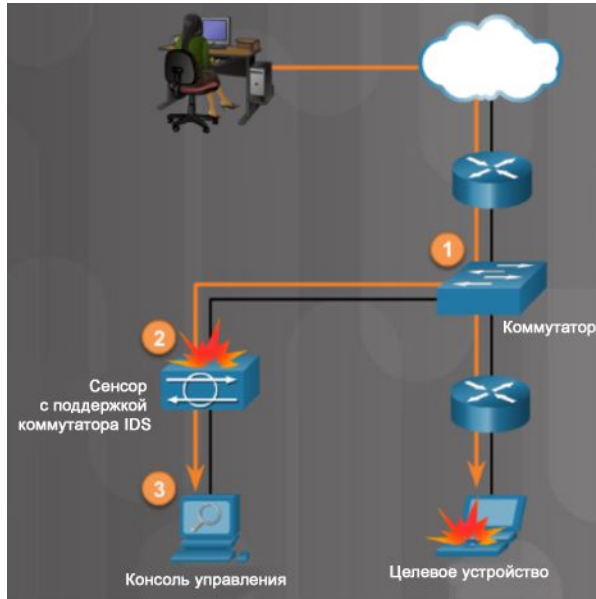 1
Коммутатор
2
Сенсор
с поддержкой
коммутатора IDS
3
Консоль управления
Целевое устройство